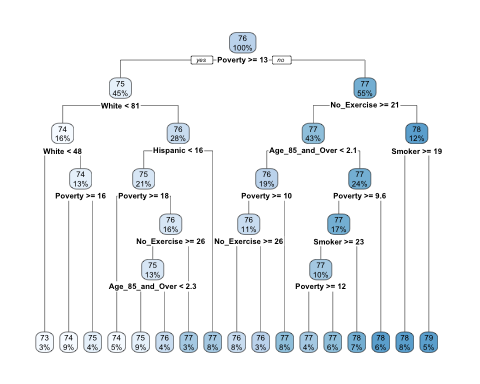 76
100%
yes Poverty >= 13 no
75
45%
77
55%
White < 81
No_Exercise >= 21
74
16%
76
28%
77
43%
78
12%
White < 48
Hispanic < 16
Age_85_and_Over < 2.1
Smoker >= 19
74
13%
75
21%
76
19%
77
24%
Poverty >= 16
Poverty >= 18
Poverty >= 10
Poverty >= 9.6
76
16%
76
11%
77
17%
No_Exercise >= 26
No_Exercise >= 26
Smoker >= 23
75
13%
77
10%
Age_85_and_Over < 2.3
Poverty >= 12
73 74 75 74 75 76 77 77 76 76 77 77 77 78 78 78 79
3% 9% 4% 5% 9% 4% 3% 8% 8% 3% 8% 4% 6% 7% 6% 8% 5%